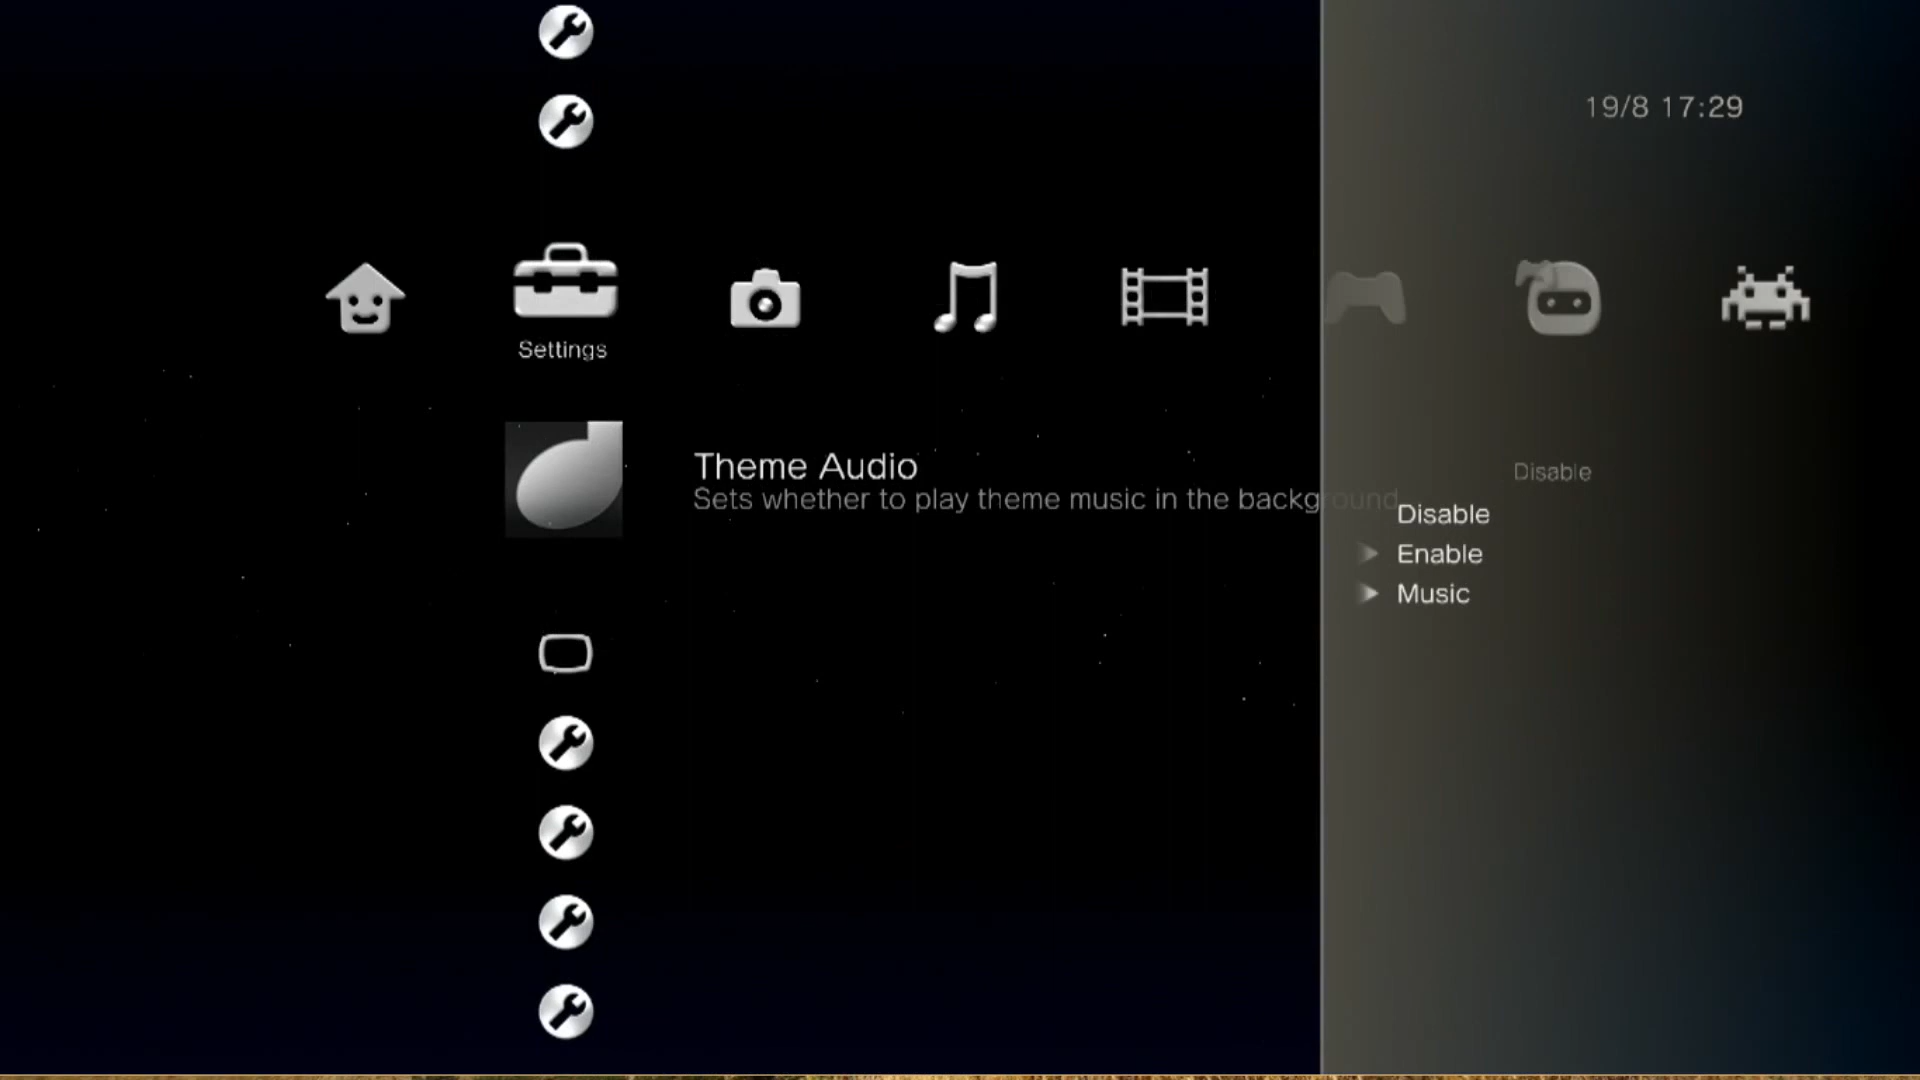 19/8 17:29
Settings
Theme Audio
Disable
Sets whether to play theme music in the background
Disable
Enable
Music